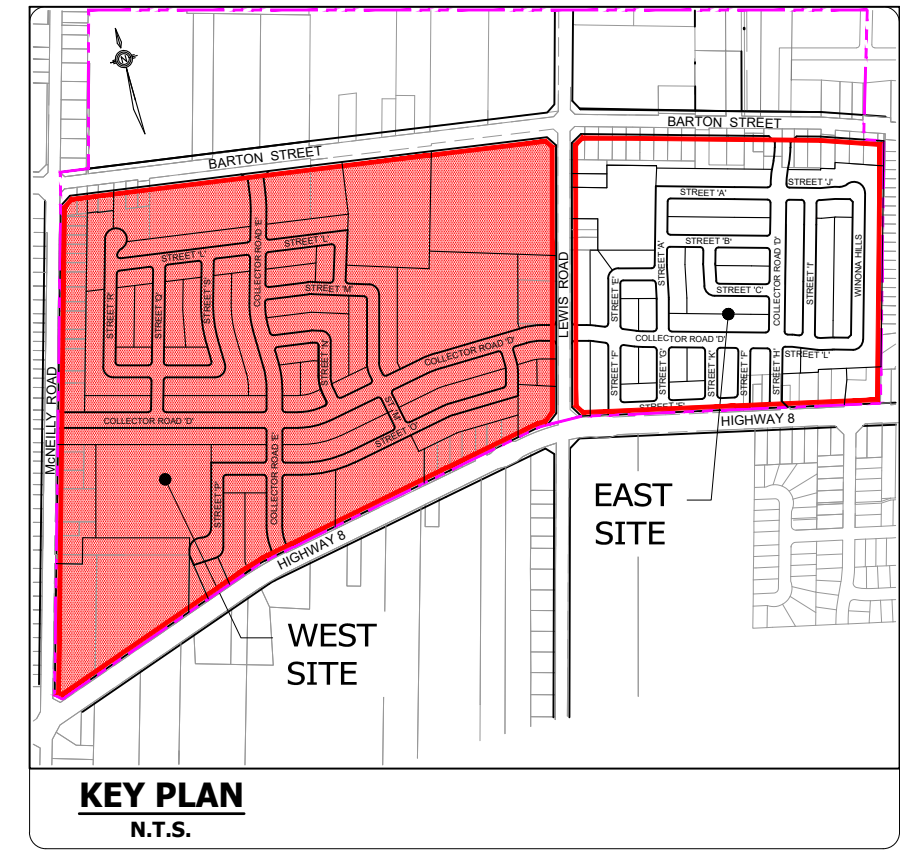 N
BARTON STREET
BARTON STREET
STREET 'A'
STREET 'J'
STREET 'L'
STREET 'L'
COLLECTOR ROAD 'E'
STREET 'M'
STREET 'R'
STREET 'Q'
STREET 'S'
STREET 'N'
COLLECTOR ROAD 'D'
COLLECTOR ROAD 'D'
ST.'M'
STREET 'O'
COLLECTOR ROAD 'E'
STREET 'P'
McNEILLY ROAD
LEWIS ROAD
STREET 'A'
STREET 'B'
STREET 'C'
COLLECTOR ROAD 'D'
STREET 'I'
WINONA HILLS
STREET 'E'
COLLECTOR ROAD 'D'
STREET 'F'
STREET 'G'
STREET 'K'
STREET 'F'
STREET 'H'
STREET 'L'
HIGHWAY 8
HIGHWAY 8
EAST
SITE
WEST
SITE
KEY PLAN
N.T.S.